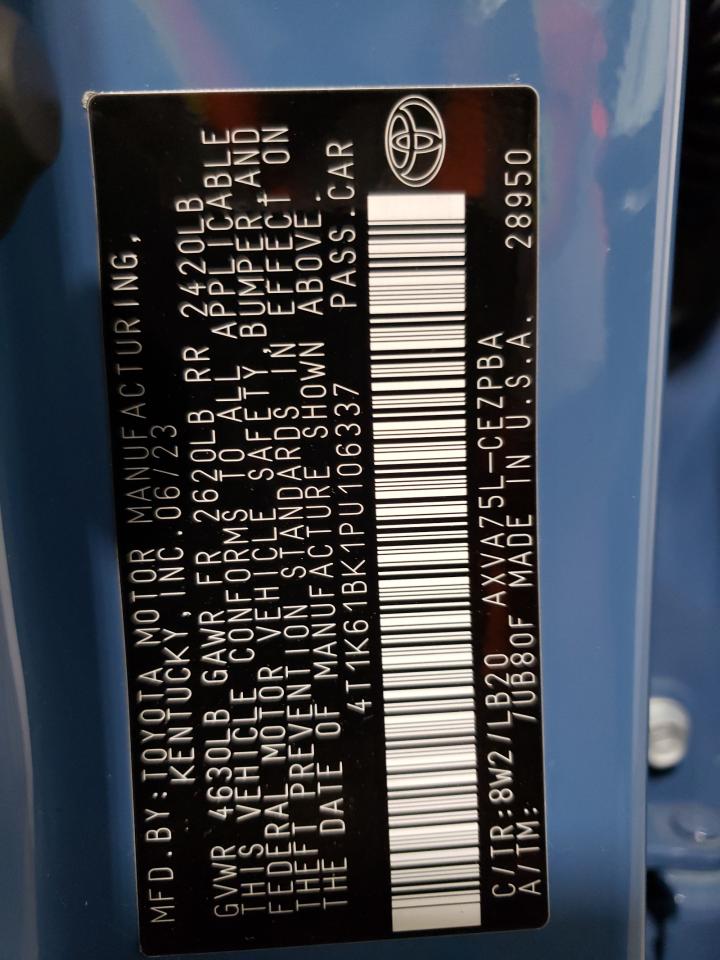 MFD.BY:TOYOTA MOTOR MANUFACTURING,
KENTUCKY, INC.06/23
GVWR 4630LB GAWR FR 2620LB RR 2420LB
THIS VEHICLE CONFORMS TO ALL APPLICABLE
FEDERAL MOTOR VEHICLE SAFETY, BUMPER, AND
THEFT PREVENTION STANDARDS IN EFFECT ON
THE DATE OF MANUFACTURE SHOWN ABOVE.
4T1K61BK1PU106337 PASS.CAR
C/TR:8W2/LB20 AXVA75L-CEZPBA 28950
A/TM: /UB80F MADE IN U.S.A.